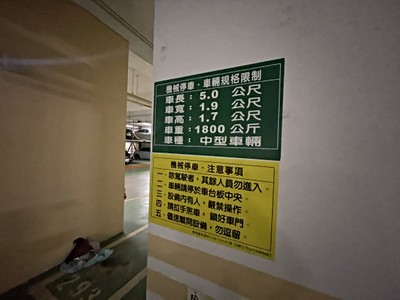 機械停車・車輛規格限制
車長：5.0 公尺
車寬：1.9 公尺
車高：1.7 公尺
車重：1800 公斤
車種：中型車輛
機械停車・注意事項
一、除駕駛者，其餘人員勿進入。
二、車輛請停於車台板中央。
三、設備內有人，嚴禁操作。
四、請拉手煞車，鎖好車門。
五、儘速離開設備，勿逗留。
293